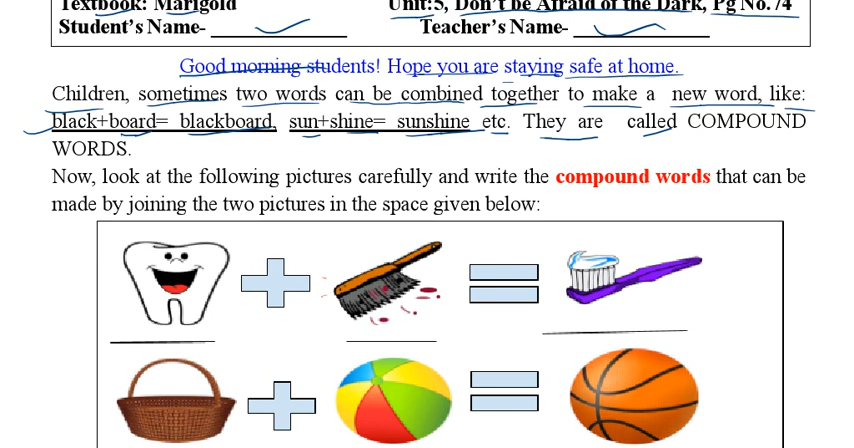 Textbook: Marigold Unit:5, Don't be Afraid of the Dark, Pg No.74
Student's Name- ____________ Teacher's Name- ____________
Good morning students! Hope you are staying safe at home.
Children, sometimes two words can be combined together to make a new word, like:
black+board= blackboard, sun+shine= sunshine etc. They are called COMPOUND
WORDS.
Now, look at the following pictures carefully and write the compound words that can be
made by joining the two pictures in the space given below: